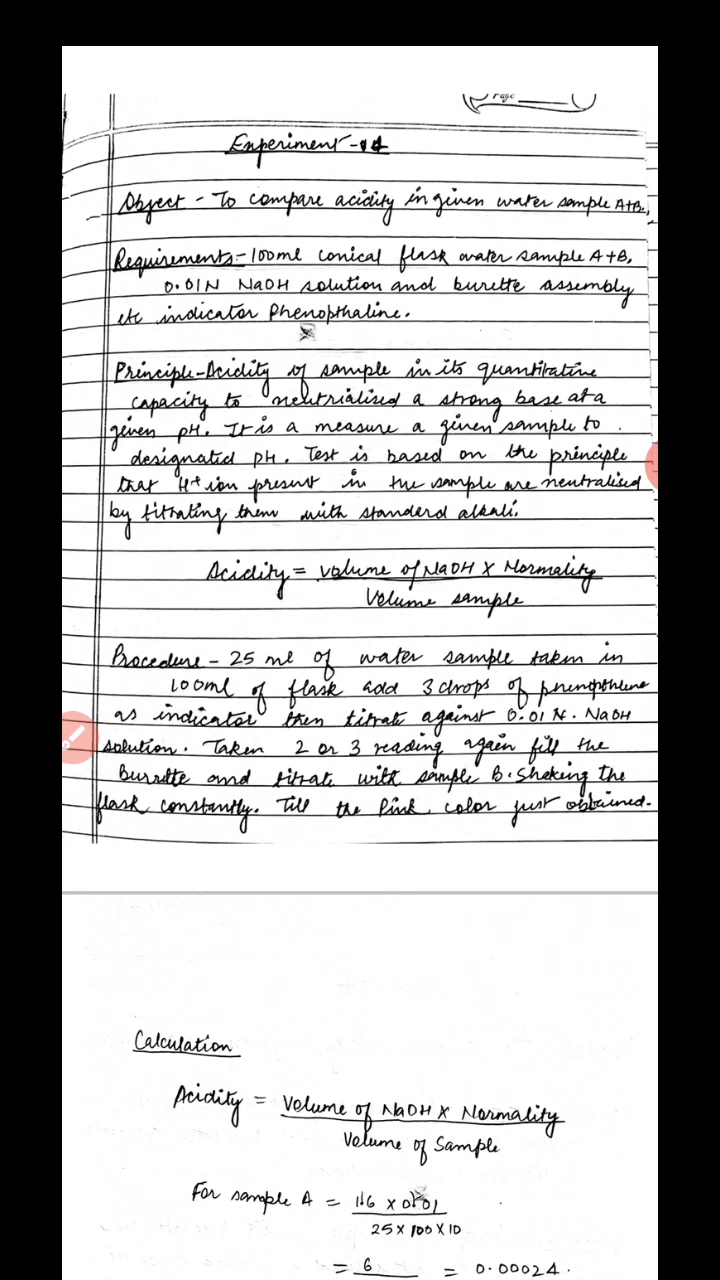 Page
Experiment -14
Object - To compare acidity in given water sample A+B.
Requirements - 100ml conical flask water sample A+B,
0.01N NaOH solution and burette assembly
etc indicator Phenopthaline.
Principle - Acidity of sample in its quantitative
capacity to neutrialised a strong base at a
given pH. It is a measure a given sample to
designated pH. Test is based on the principle
that H+ ion present in the sample are neutralised
by titrating them with standard alkali.
Acidity = Volume of NaOH X Normality
Volume sample
Procedure - 25 ml of water sample taken in
100ml of flask add 3 drops of
as indicator then titrate against 0.01 N. NaOH
solution. Taken 2 or 3 reading again fill the
burrette and titrate with sample B. Shaking the
flask constantly. Till the Pink color just obtained.
Calculation
Acidity = Volume of NaOH X Normality
Volume of Sample
For sample A =
25 X 100 X 10
= 6 = 0.00024.